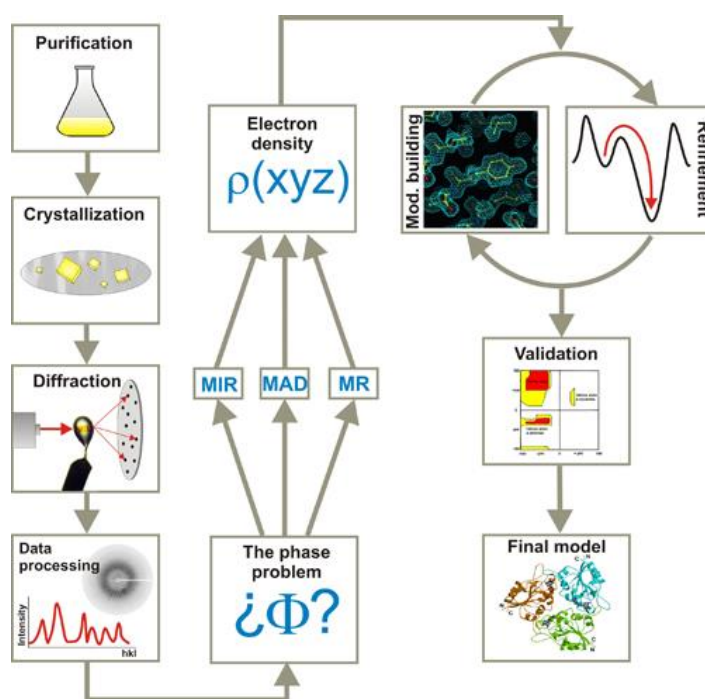 Purification
Crystallization
Diffraction
Data
processing
Intensity
hkl
The phase
problem
¿Φ?
MIR
MAD
MR
Electron
density
ρ(xyz)
Mod. building
Refinement
Validation
Final model
N
C
C
N
N
C